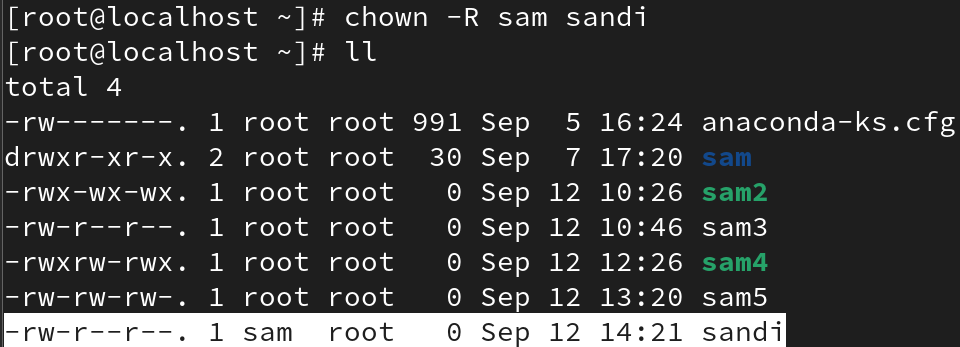 [root@localhost ~]# chown -R sam sandi
[root@localhost ~]# ll
total 4
-rw-------. 1 root root 991 Sep  5 16:24 anaconda-ks.cfg
drwxr-xr-x. 2 root root  30 Sep  7 17:20 sam
-rwx-wx-wx. 1 root root   0 Sep 12 10:26 sam2
-rw-r--r--. 1 root root   0 Sep 12 10:46 sam3
-rwxrw-rwx. 1 root root   0 Sep 12 12:26 sam4
-rw-rw-rw-. 1 root root   0 Sep 12 13:20 sam5
-rw-r--r--. 1 sam  root   0 Sep 12 14:21 sandi